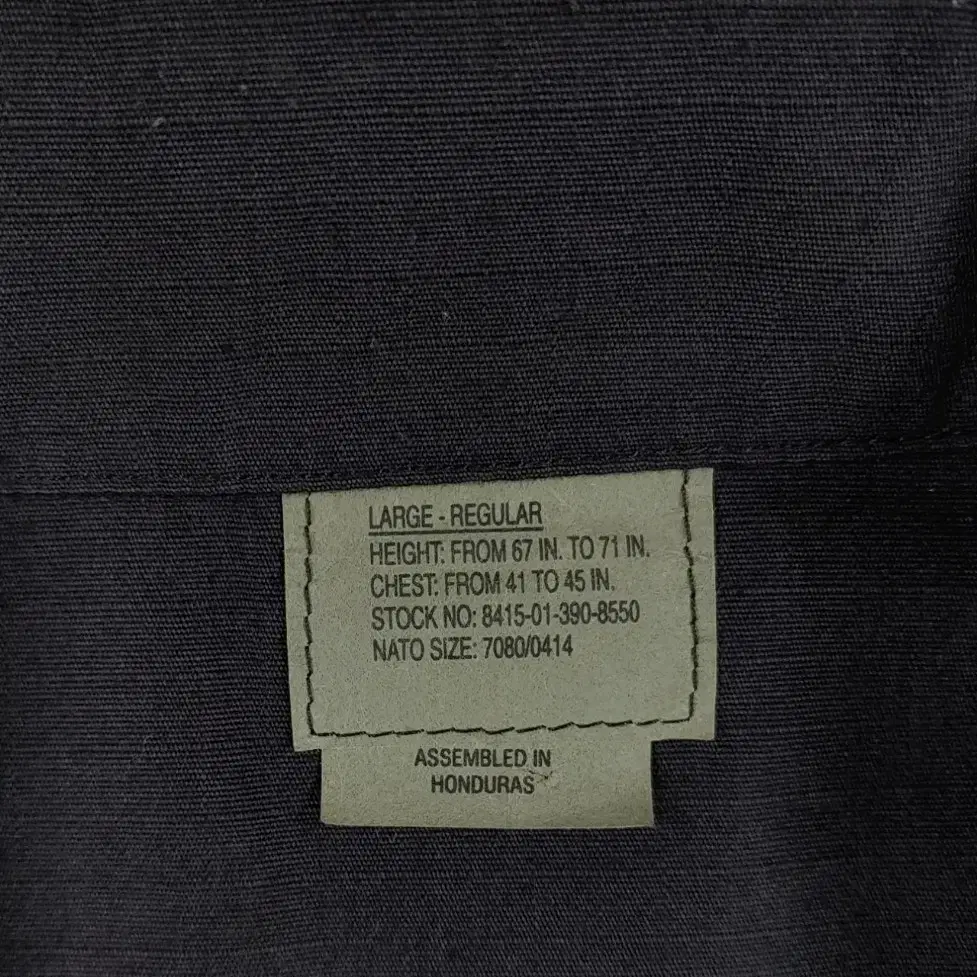 LARGE - REGULAR
HEIGHT: FROM 67 IN. TO 71 IN.
CHEST: FROM 41 TO 45 IN.
STOCK NO: 8415-01-390-8550
NATO SIZE: 7080/0414
ASSEMBLED IN
HONDURAS